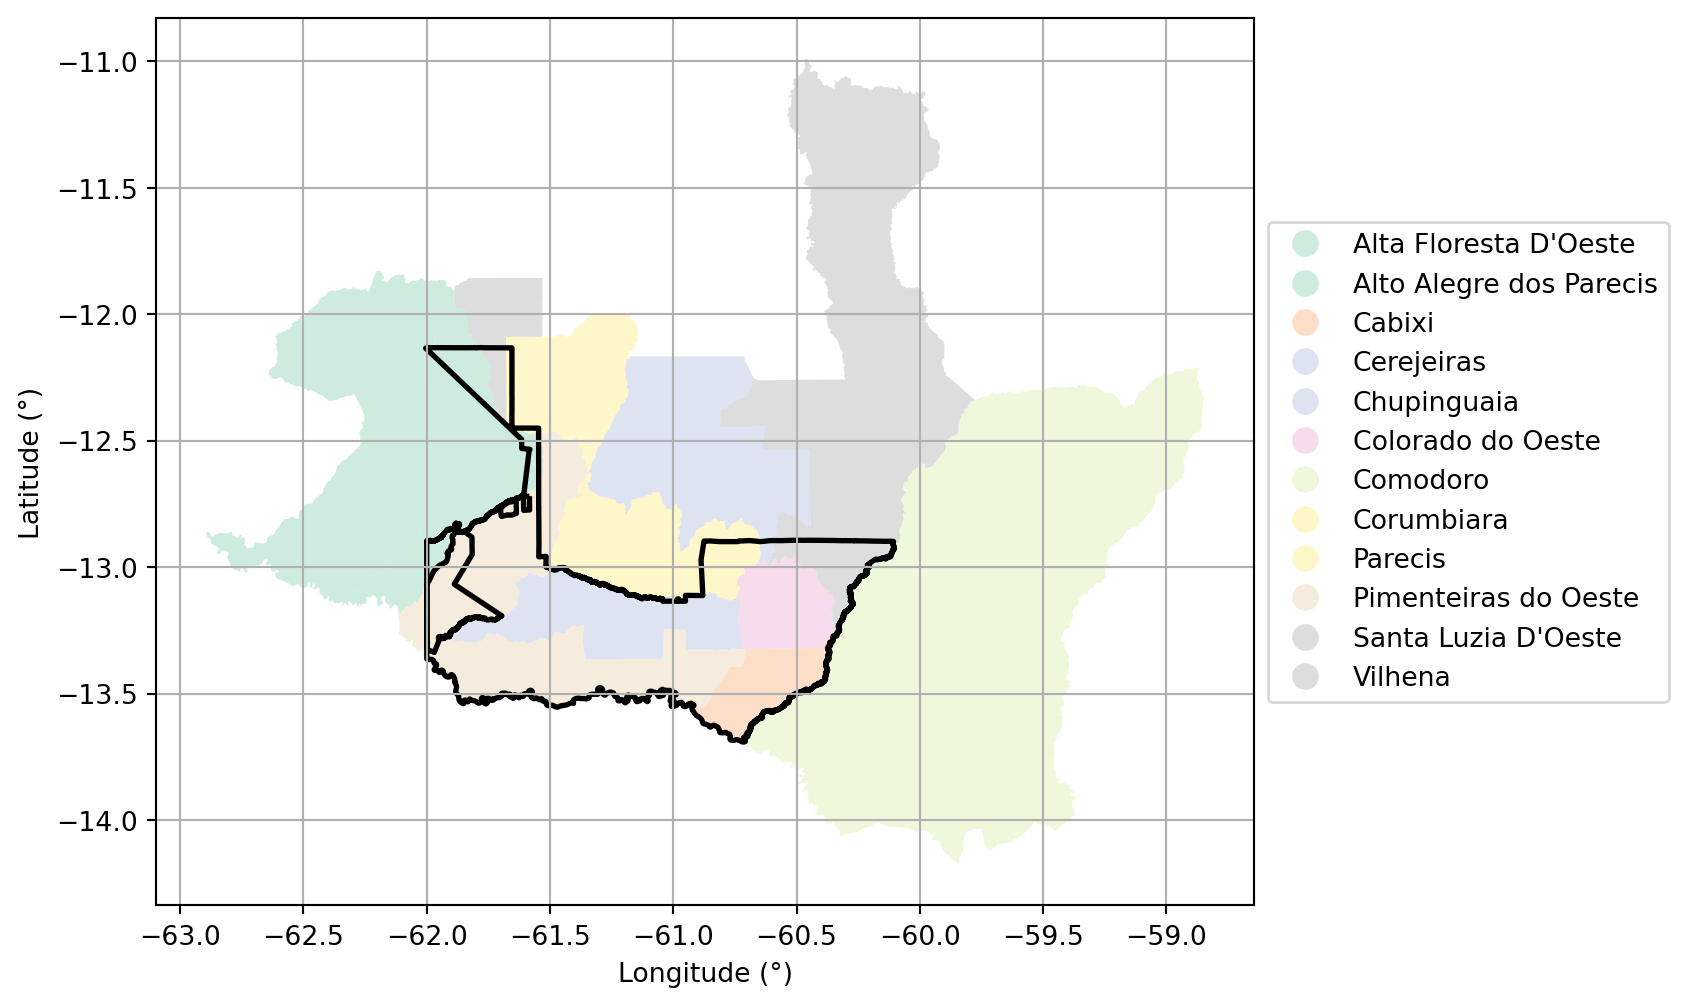 −11.0
−11.5
−12.0
−12.5
−13.0
−13.5
−14.0
Latitude (°)
−63.0 −62.5 −62.0 −61.5 −61.0 −60.5 −60.0 −59.5 −59.0
Longitude (°)
Alta Floresta D'Oeste
Alto Alegre dos Parecis
Cabixi
Cerejeiras
Chupinguaia
Colorado do Oeste
Comodoro
Corumbiara
Parecis
Pimenteiras do Oeste
Santa Luzia D'Oeste
Vilhena